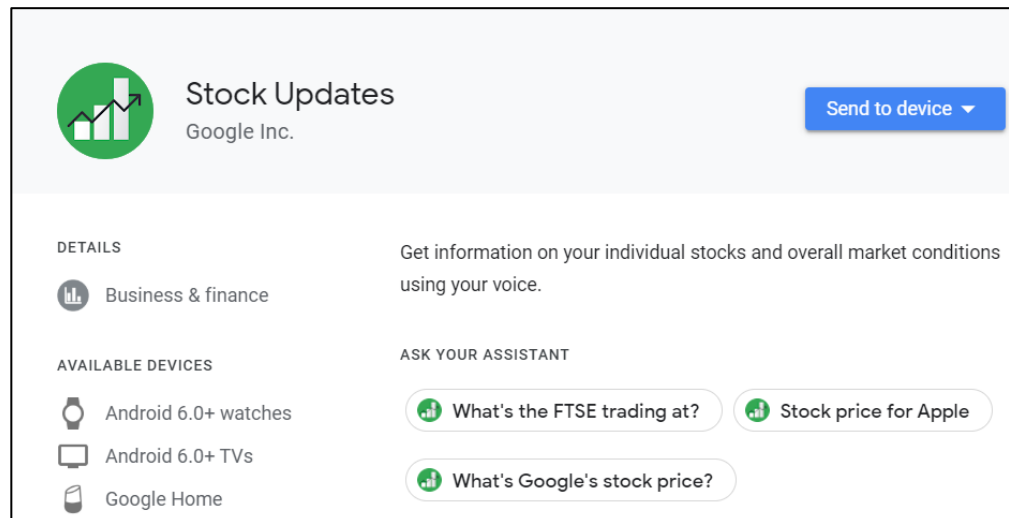 Stock Updates
Google Inc.
Send to device
DETAILS
Business & finance
AVAILABLE DEVICES
Android 6.0+ watches
Android 6.0+ TVs
Google Home
Get information on your individual stocks and overall market conditions
using your voice.
ASK YOUR ASSISTANT
What's the FTSE trading at?
Stock price for Apple
What's Google's stock price?